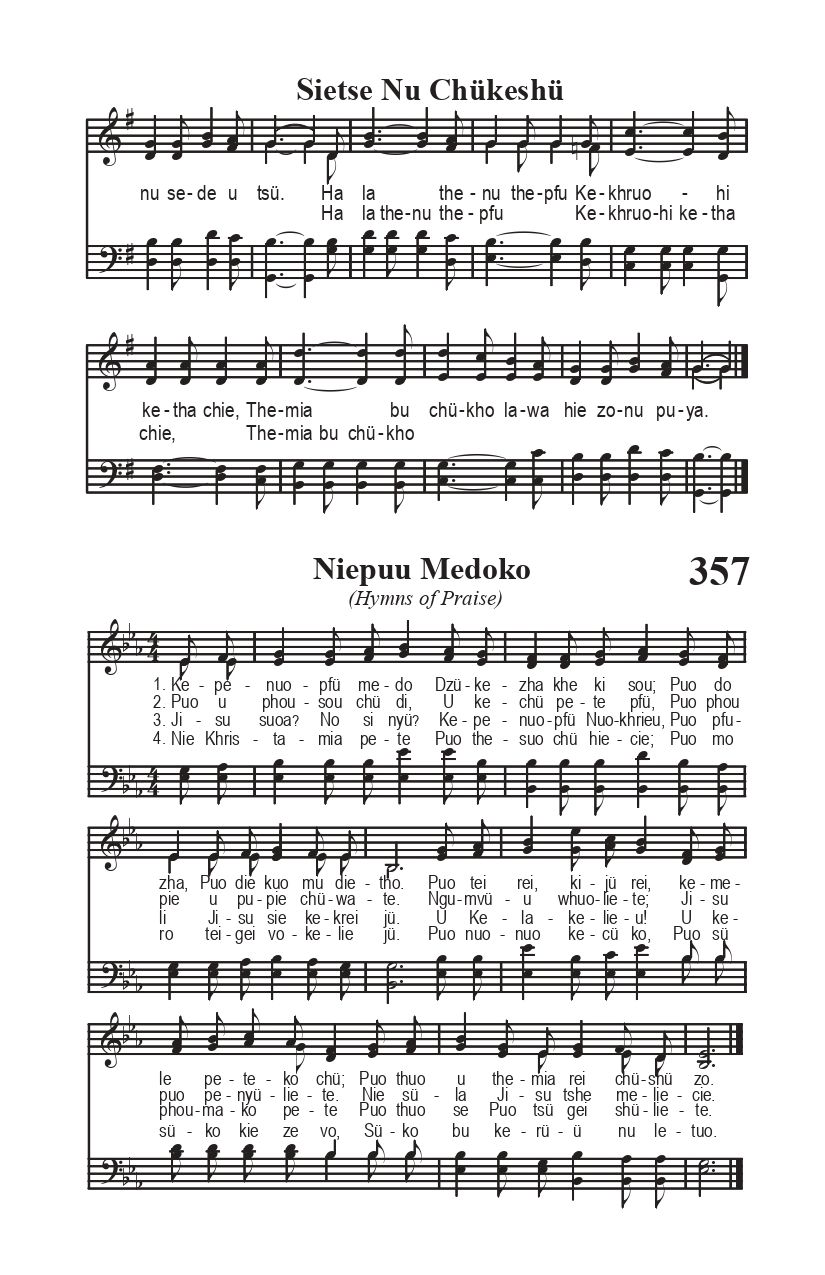 Sietse Nu Chükeshü
nu se-de u tsü. Ha la the-nu the-pfu Ke-khruo - hi
Ha la the-nu the-pfu Ke-khruo-hi ke-tha
ke-tha chie, The-mia bu chü-kho la-wa hie zo-nu pu-ya.
chie, The-mia bu chü-kho
Niepuu Medoko 357
(Hymns of Praise)
1. Ke - pe - nuo - pfü me - do Dzü - ke - zha khe ki sou; Puo do
2. Puo u phou - sou chü di, U ke - chü pe - te pfü, Puo phou
3. Ji - su suoa? No si nyü? Ke - pe - nuo-pfü Nuo-khrieu, Puo pfu-
4. Nie Khris - ta - mia pe - te Puo the - suo chü hie - cie; Puo mo
zha, Puo die kuo mu die - tho. Puo tei rei, ki - jü rei, ke - me -
pie u pu - pie chü - wa - te. Ngu - mvü - u whuo - lie - te; Ji - su
li Ji - su sie ke - krei jü. U Ke - la - ke - lie - u! U ke -
ro tei - gei vo - ke - lie jü. Puo nuo - nuo ke - cü ko, Puo sü
le pe - te - ko chü; Puo thuo u the - mia rei chü - shü zo.
puo pe - nyü - lie - te. Nie sü - la Ji - su tshe me - lie - cie.
phou - ma - ko pe - te Puo thuo se Puo tsü gei shü - lie - te.
sü - ko kie ze vo, Sü - ko bu ke - rü - ü nu le - tuo.